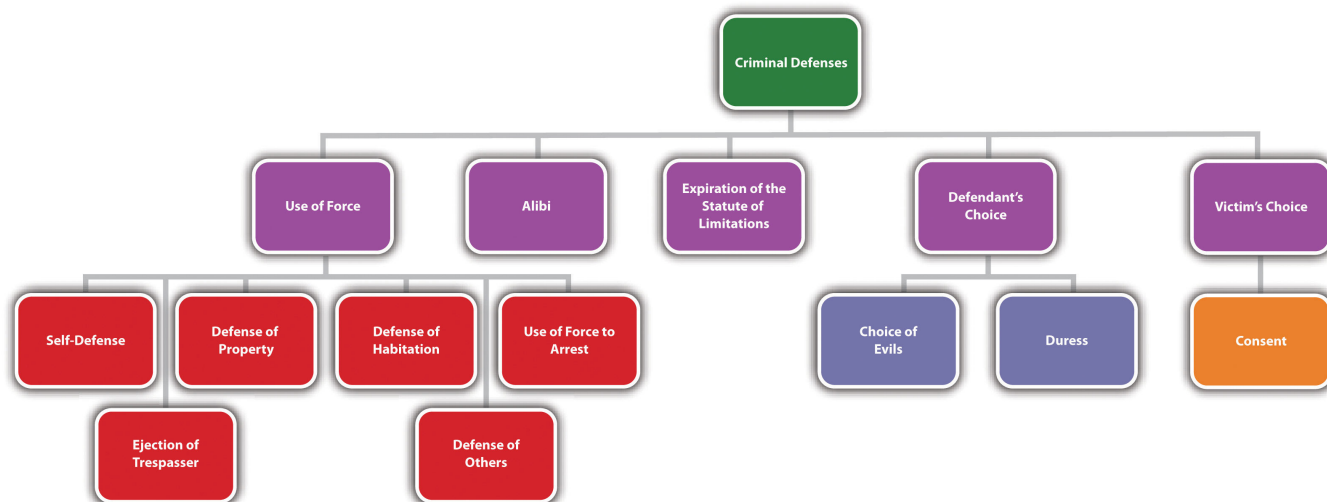 Criminal Defenses
Use of Force
Alibi
Expiration of the
Statute of
Limitations
Defendant's
Choice
Victim's Choice
Self-Defense
Defense of
Property
Defense of
Habitation
Use of Force to
Arrest
Choice of
Evils
Duress
Consent
Ejection of
Trespasser
Defense of
Others